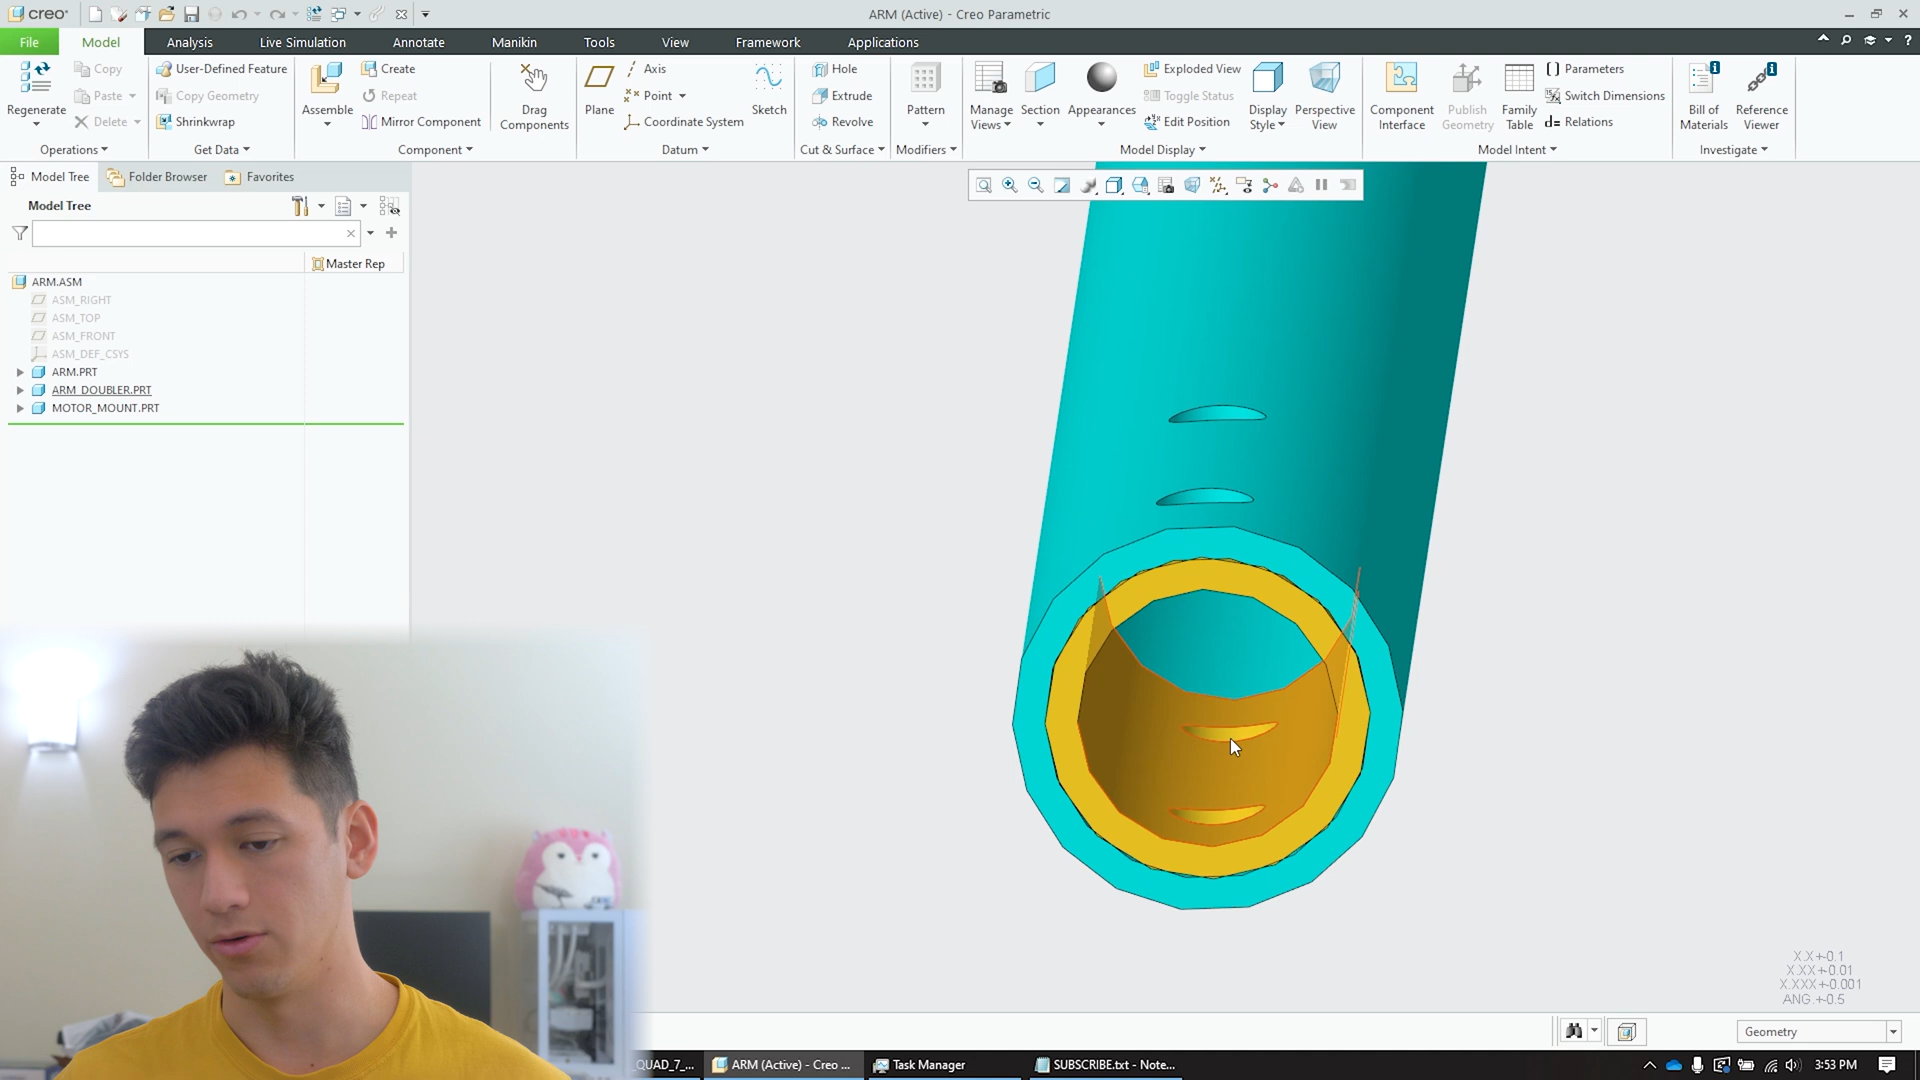 creo
ARM (Active) - Creo Parametric
File
Model
Analysis
Live Simulation
Annotate
Manikin
Tools
View
Framework
Applications
Regenerate
Copy
Paste
Delete
Operations
User-Defined Feature
Copy Geometry
Shrinkwrap
Get Data
Assemble
Create
Repeat
Mirror Component
Component
Drag Components
Plane
Axis
Point
Coordinate System
Sketch
Datum
Hole
Extrude
Revolve
Cut & Surface
Pattern
Modifiers
Manage Views
Section
Appearances
Exploded View
Toggle Status
Edit Position
Display Style
Perspective View
Model Display
Component Interface
Publish Geometry
Family Table
Parameters
Switch Dimensions
d= Relations
Model Intent
Bill of Materials
Reference Viewer
Investigate
Model Tree
Folder Browser
Favorites
Model Tree
Master Rep
ARM.ASM
ASM_RIGHT
ASM_TOP
ASM_FRONT
ASM_DEF_CSYS
ARM.PRT
ARM_DOUBLER.PRT
MOTOR_MOUNT.PRT
X.X+-0.1
X.XX+-0.01
X.XXX+-0.001
ANG.+-0.5
Geometry
QUAD_7_...
ARM (Active) - Creo ...
Task Manager
SUBSCRIBE.txt - Note...
3:53 PM